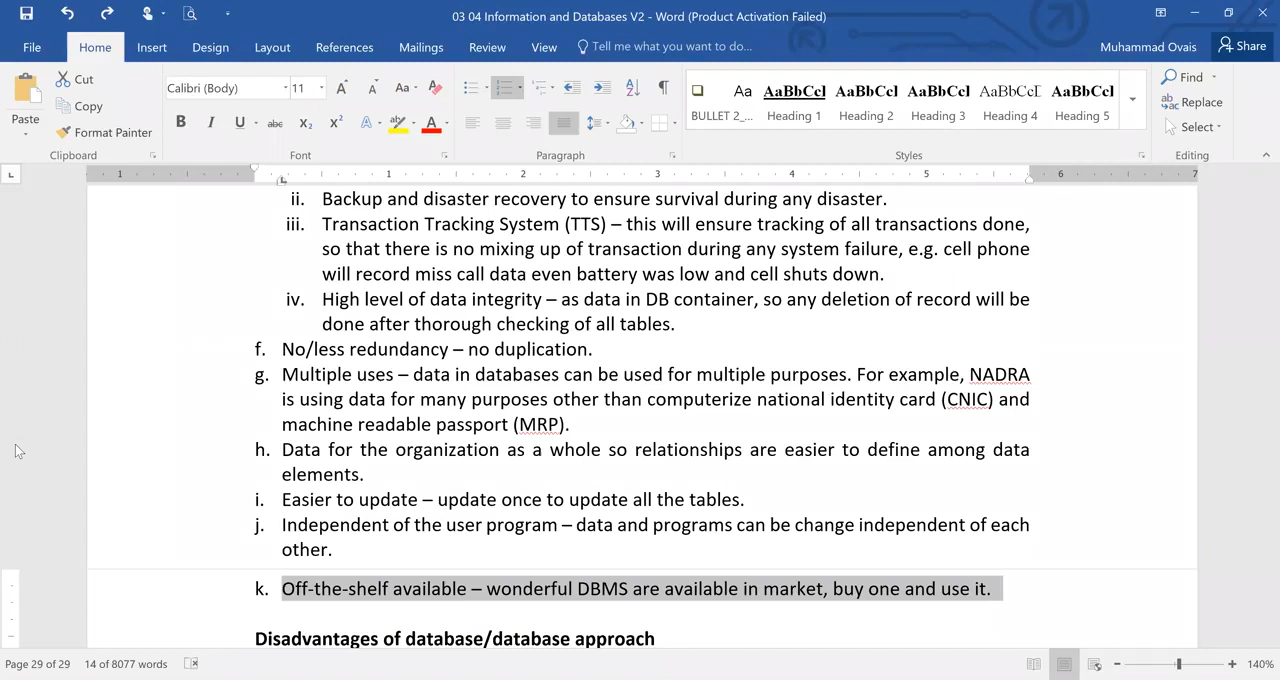 03 04 Information and Databases V2 - Word (Product Activation Failed)
File Home Insert Design Layout References Mailings Review View Tell me what you want to do... Muhammad Ovais Share
Paste
Cut
Copy
Format Painter
Clipboard
Calibri (Body) 11
Font
Paragraph
BULLET 2_...
Heading 1
Heading 2
Heading 3
Heading 4
Heading 5
Styles
Find
Replace
Select
Editing
1 1 2 3 4 5 6 7
ii. Backup and disaster recovery to ensure survival during any disaster.
iii. Transaction Tracking System (TTS) – this will ensure tracking of all transactions done,
so that there is no mixing up of transaction during any system failure, e.g. cell phone
will record miss call data even battery was low and cell shuts down.
iv. High level of data integrity – as data in DB container, so any deletion of record will be
done after thorough checking of all tables.
f. No/less redundancy – no duplication.
g. Multiple uses – data in databases can be used for multiple purposes. For example, NADRA
is using data for many purposes other than computerize national identity card (CNIC) and
machine readable passport (MRP).
h. Data for the organization as a whole so relationships are easier to define among data
elements.
i. Easier to update – update once to update all the tables.
j. Independent of the user program – data and programs can be change independent of each
other.
k. Off-the-shelf available – wonderful DBMS are available in market, buy one and use it.
Disadvantages of database/database approach
Page 29 of 29 14 of 8077 words 140%